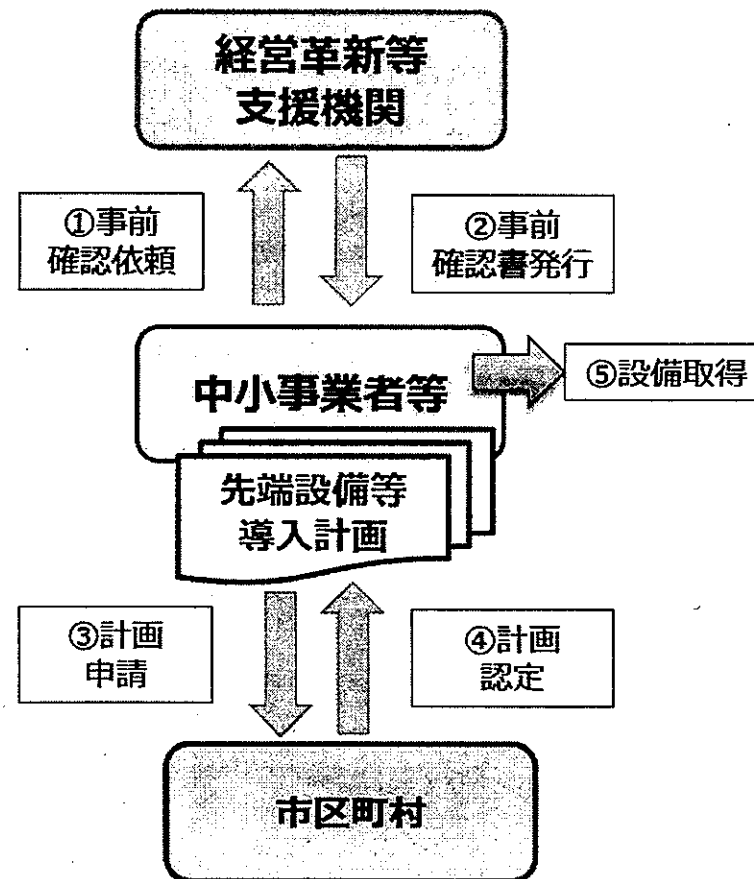 経営革新等
支援機関
①事前
確認依頼
②事前
確認書発行
中小事業者等
⑤設備取得
先端設備等
導入計画
③計画
申請
④計画
認定
市区町村